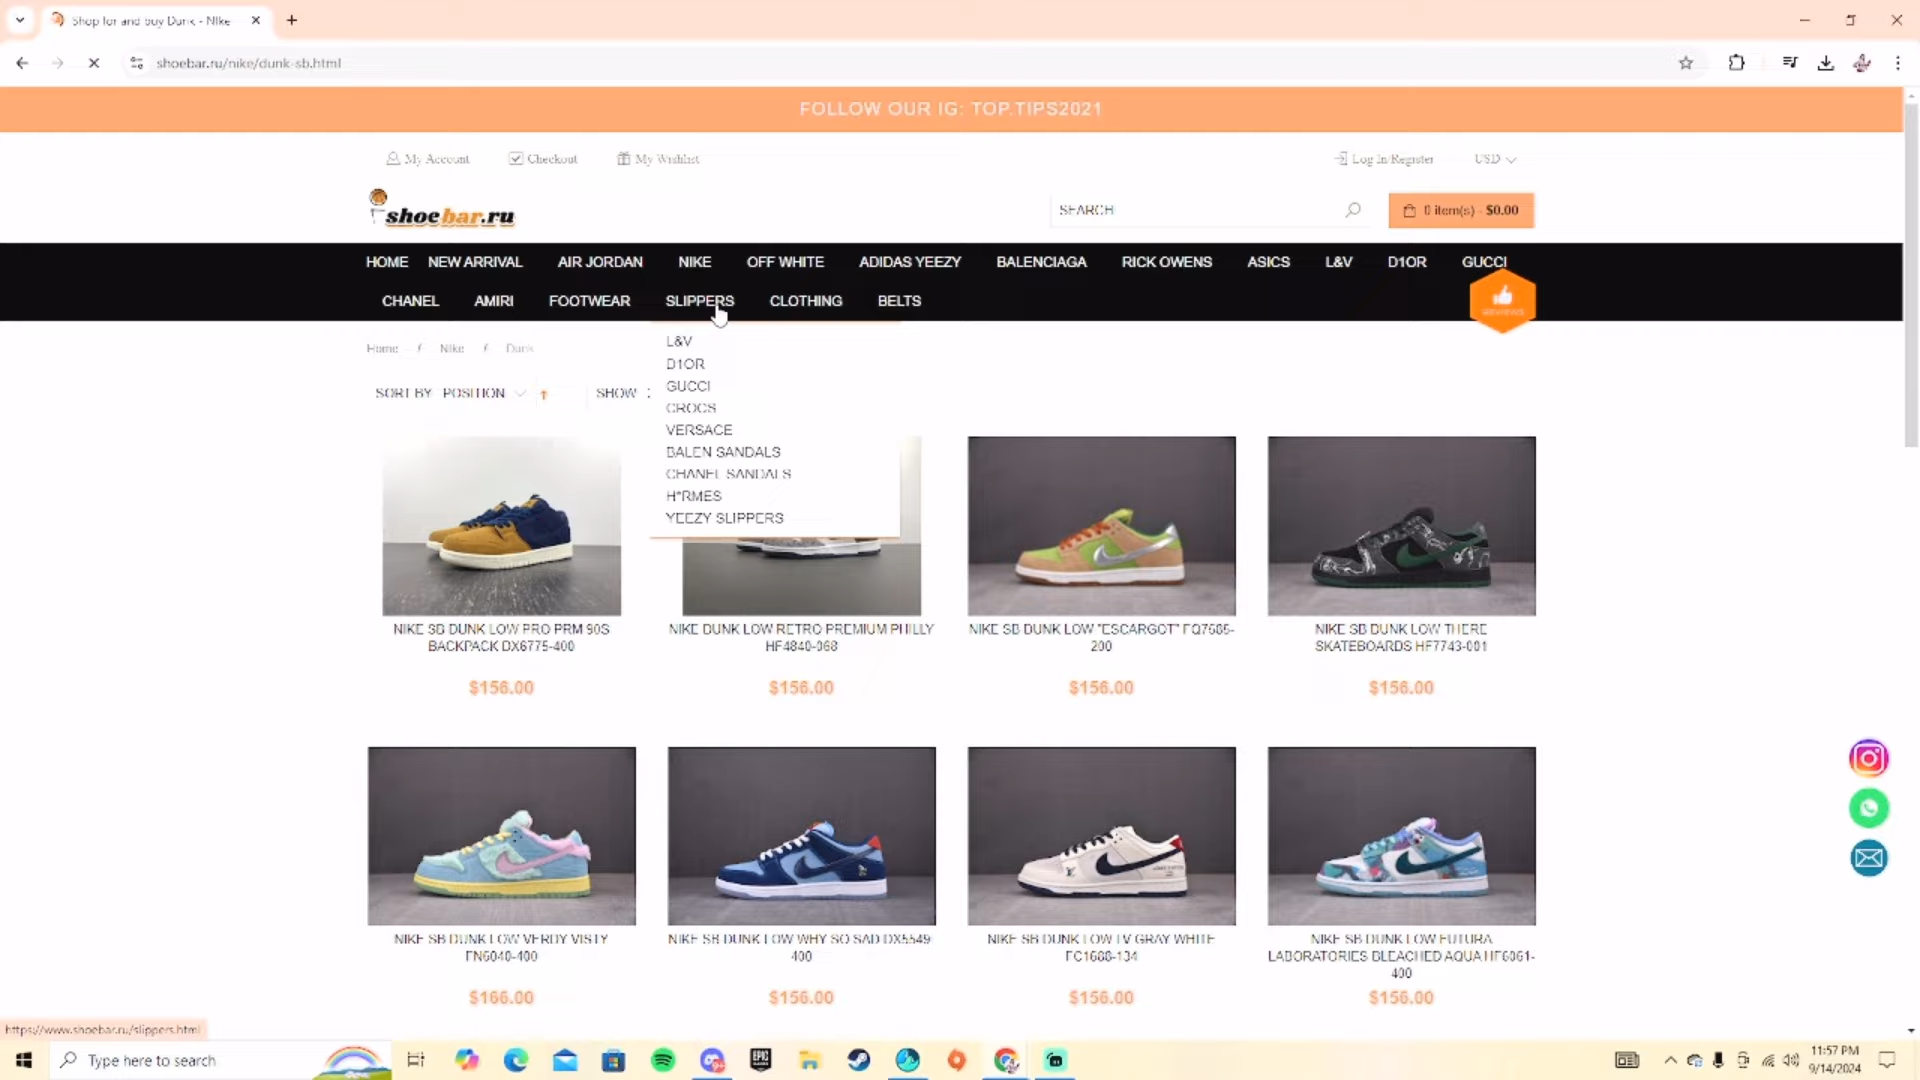 Shop for and buy Dunk - Nike
shoebar.ru/nike/dunk-sb.html
FOLLOW OUR IG: TOP.TIPS2021
My Account
Checkout
My Wishlist
Log In/Register
USD
shoebar.ru
SEARCH
0 item(s) - $0.00
HOME NEW ARRIVAL AIR JORDAN NIKE OFF WHITE ADIDAS YEEZY BALENCIAGA RICK OWENS ASICS L&V D1OR GUCCI
CHANEL AMIRI FOOTWEAR SLIPPERS CLOTHING BELTS
REVIEWS
Home / Nike / Dunk
L&V
D1OR
GUCCI
CROCS
VERSACE
BALEN SANDALS
CHANEL SANDALS
H*RMES
YEEZY SLIPPERS
SORT BY POSITION
SHOW
NIKE SB DUNK LOW PRO PRM 90S
BACKPACK DX6775-400
$156.00
NIKE DUNK LOW RETRO PREMIUM PHILLY
HF4840-068
$156.00
NIKE SB DUNK LOW "ESCARGOT" FQ7685-
200
$156.00
NIKE SB DUNK LOW THERE
SKATEBOARDS HF7743-001
$156.00
NIKE SB DUNK LOW VERDY VISTY
FN6040-400
$166.00
NIKE SB DUNK LOW WHY SO SAD DX5549-
400
$156.00
NIKE SB DUNK LOW LV GRAY WHITE
FC1688-134
$156.00
NIKE SB DUNK LOW FUTURA
LABORATORIES BLEACHED AQUA HF6061-
400
$156.00
https://www.shoebar.ru/slippers.html
Type here to search
EPIC
11:57 PM
9/14/2024